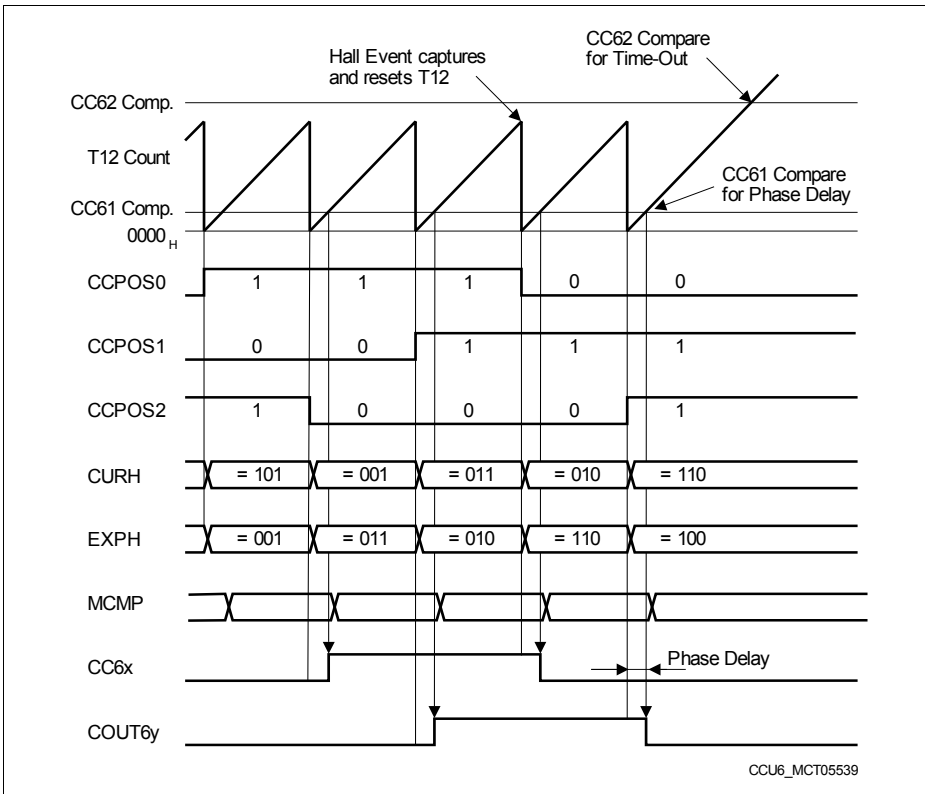 CC62 Compare
for Time-Out
Hall Event captures
and resets T12
CC62 Comp.
T12 Count
CC61 Compare
for Phase Delay
CC61 Comp.
0000 H
CCPOS0 1 1 1 0 0
CCPOS1 0 0 1 1 1
CCPOS2 1 0 0 0 1
CURH = 101 = 001 = 011 = 010 = 110
EXPH = 001 = 011 = 010 = 110 = 100
MCMP
CC6x
Phase Delay
COUT6y
CCU6_MCT05539